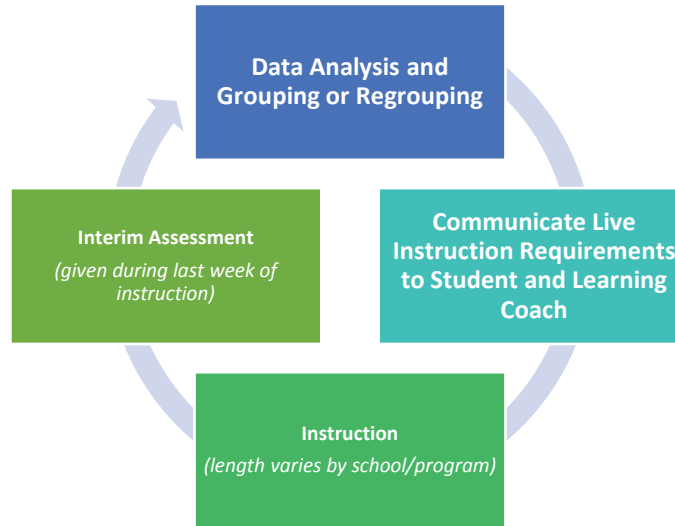 Data Analysis and
Grouping or Regrouping
Communicate Live
Instruction Requirements
to Student and Learning
Coach
Instruction
(length varies by school/program)
Interim Assessment
(given during last week of
instruction)